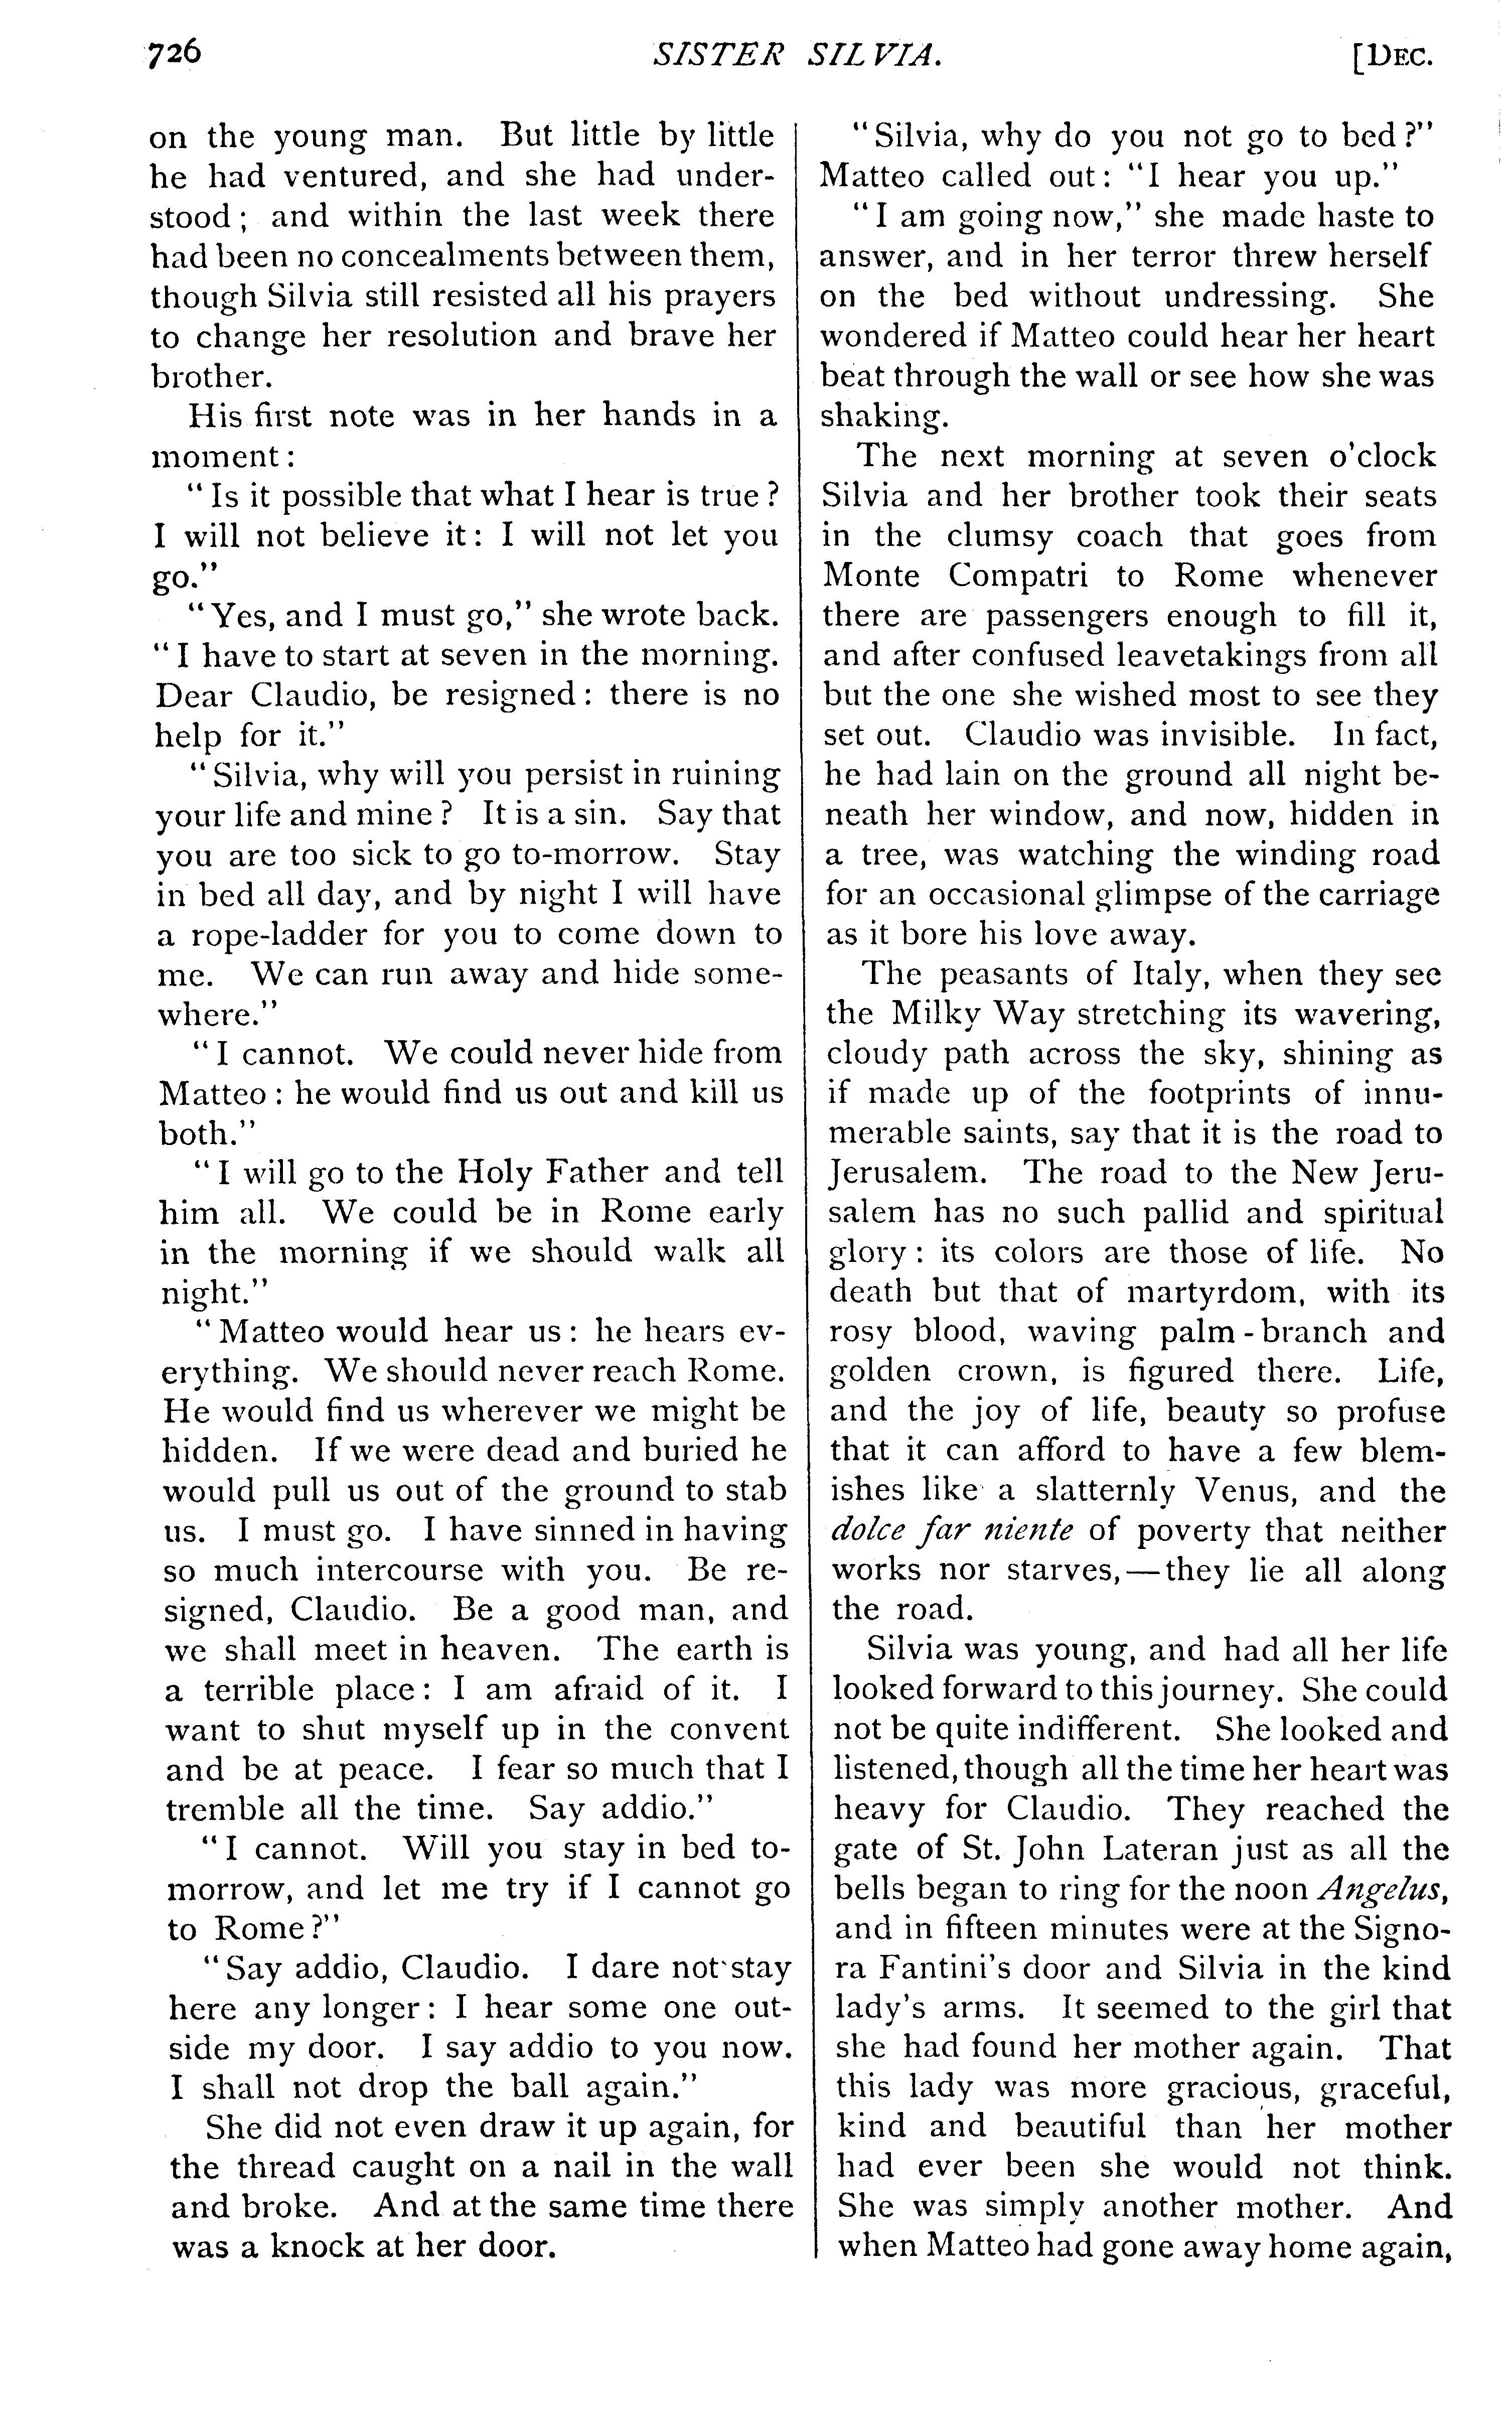 726 SISTER SILVIA. [DEC.
on the young man. But little by little
he had ventured, and she had under-
stood; and within the last week there
had been no concealments between them,
though Silvia still resisted all his prayers
to change her resolution and brave her
brother.
His first note was in her hands in a
moment:
"Is it possible that what I hear is true?
I will not believe it: I will not let you
go."
"Yes, and I must go," she wrote back.
"I have to start at seven in the morning.
Dear Claudio, be resigned: there is no
help for it."
"Silvia, why will you persist in ruining
your life and mine? It is a sin. Say that
you are too sick to go to-morrow. Stay
in bed all day, and by night I will have
a rope-ladder for you to come down to
me. We can run away and hide some-
where."
"I cannot. We could never hide from
Matteo: he would find us out and kill us
both."
"I will go to the Holy Father and tell
him all. We could be in Rome early
in the morning if we should walk all
night."
"Matteo would hear us: he hears ev-
erything. We should never reach Rome.
He would find us wherever we might be
hidden. If we were dead and buried he
would pull us out of the ground to stab
us. I must go. I have sinned in having
so much intercourse with you. Be re-
signed, Claudio. Be a good man, and
we shall meet in heaven. The earth is
a terrible place: I am afraid of it. I
want to shut myself up in the convent
and be at peace. I fear so much that I
tremble all the time. Say addio."
"I cannot. Will you stay in bed to-
morrow, and let me try if I cannot go
to Rome?"
"Say addio, Claudio. I dare not stay
here any longer: I hear some one out-
side my door. I say addio to you now.
I shall not drop the ball again."
She did not even draw it up again, for
the thread caught on a nail in the wall
and broke. And at the same time there
was a knock at her door.
"Silvia, why do you not go to bed?"
Matteo called out: "I hear you up."
"I am going now," she made haste to
answer, and in her terror threw herself
on the bed without undressing. She
wondered if Matteo could hear her heart
beat through the wall or see how she was
shaking.
The next morning at seven o'clock
Silvia and her brother took their seats
in the clumsy coach that goes from
Monte Compatri to Rome whenever
there are passengers enough to fill it,
and after confused leavetakings from all
but the one she wished most to see they
set out. Claudio was invisible. In fact,
he had lain on the ground all night be-
neath her window, and now, hidden in
a tree, was watching the winding road
for an occasional glimpse of the carriage
as it bore his love away.
The peasants of Italy, when they see
the Milky Way stretching its wavering,
cloudy path across the sky, shining as
if made up of the footprints of innu-
merable saints, say that it is the road to
Jerusalem. The road to the New Jeru-
salem has no such pallid and spiritual
glory: its colors are those of life. No
death but that of martyrdom, with its
rosy blood, waving palm-branch and
golden crown, is figured there. Life,
and the joy of life, beauty so profuse
that it can afford to have a few blem-
ishes like a slatternly Venus, and the
dolce far niente of poverty that neither
works nor starves,—they lie all along
the road.
Silvia was young, and had all her life
looked forward to this journey. She could
not be quite indifferent. She looked and
listened, though all the time her heart was
heavy for Claudio. They reached the
gate of St. John Lateran just as all the
bells began to ring for the noon Angelus,
and in fifteen minutes were at the Signo-
ra Fantini's door and Silvia in the kind
lady's arms. It seemed to the girl that
she had found her mother again. That
this lady was more gracious, graceful,
kind and beautiful than her mother
had ever been she would not think.
She was simply another mother. And
when Matteo had gone away home again,